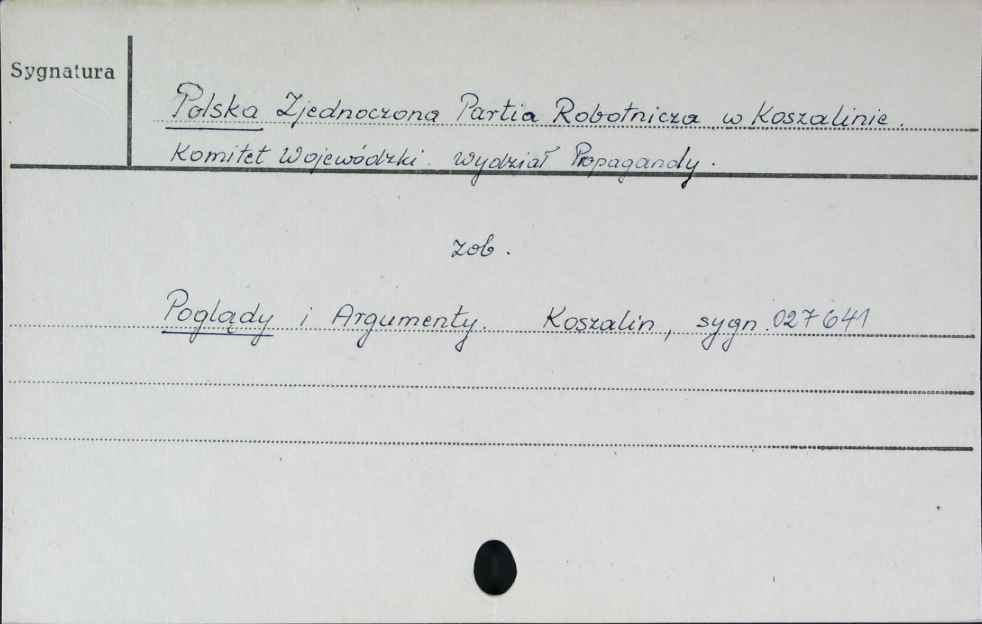 Sygnatura
Polska Zjednoczona Partia Robotnicza w Koszalinie.
Komitet Wojewódzki. Wydział Propagandy.
zob.
Poglądy i Argumenty. Koszalin, sygn. 027641